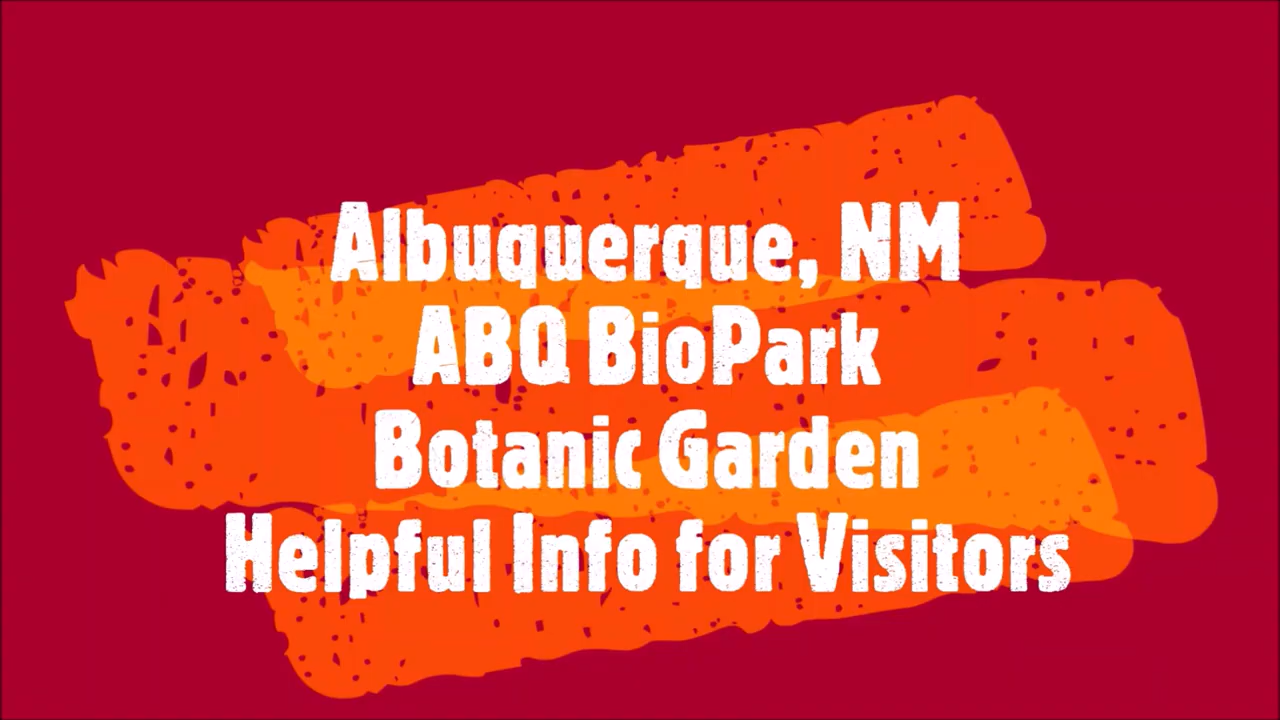 Albuquerque, NM
ABQ BioPark
Botanic Garden
Helpful Info for Visitors